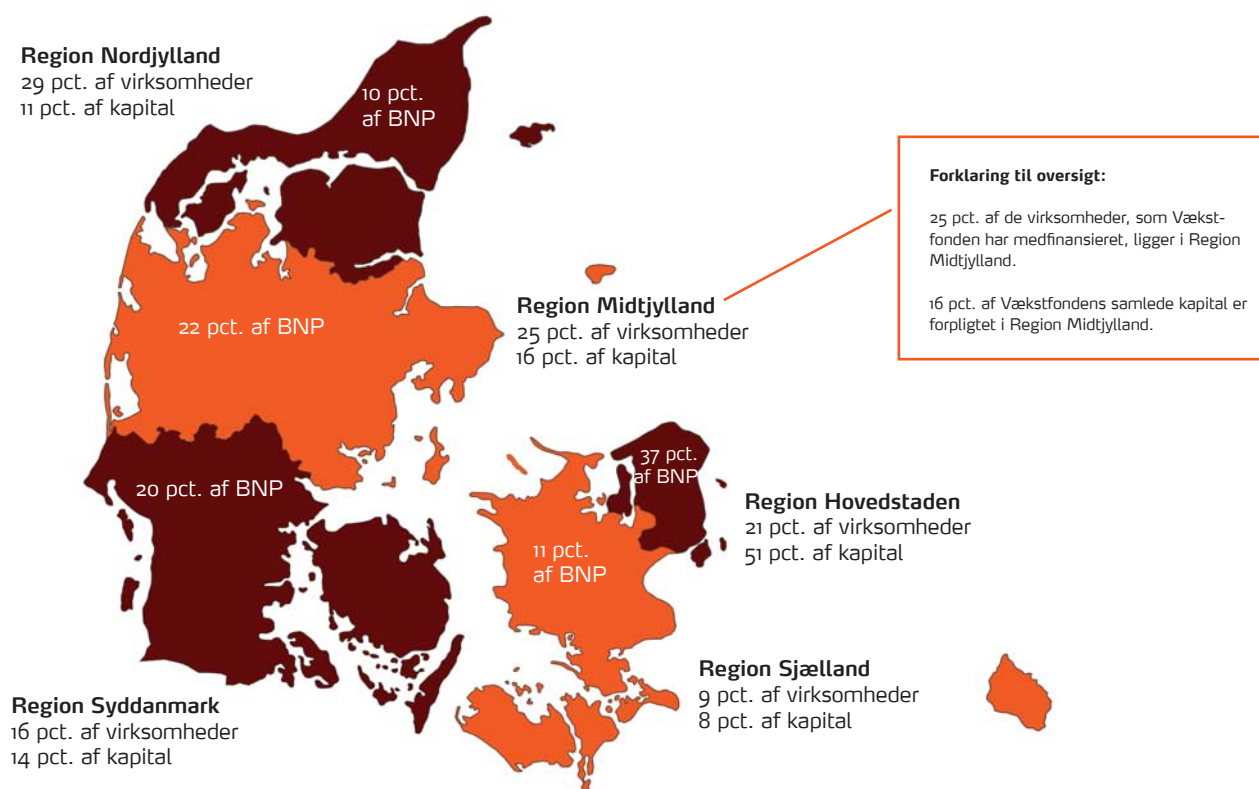 Region Nordjylland
29 pct. af virksomheder
11 pct. af kapital
10 pct.
af BNP
Forklaring til oversigt:
25 pct. af de virksomheder, som Vækst-
fonden har medfinansieret, ligger i Region
Midtjylland.
16 pct. af Vækstfondens samlede kapital er
forpligtet i Region Midtjylland.
Region Midtjylland
25 pct. af virksomheder
16 pct. af kapital
22 pct. af BNP
20 pct. af BNP
37 pct.
af BNP
Region Hovedstaden
21 pct. af virksomheder
51 pct. af kapital
11 pct.
af BNP
Region Sjælland
9 pct. af virksomheder
8 pct. af kapital
Region Syddanmark
16 pct. af virksomheder
14 pct. af kapital